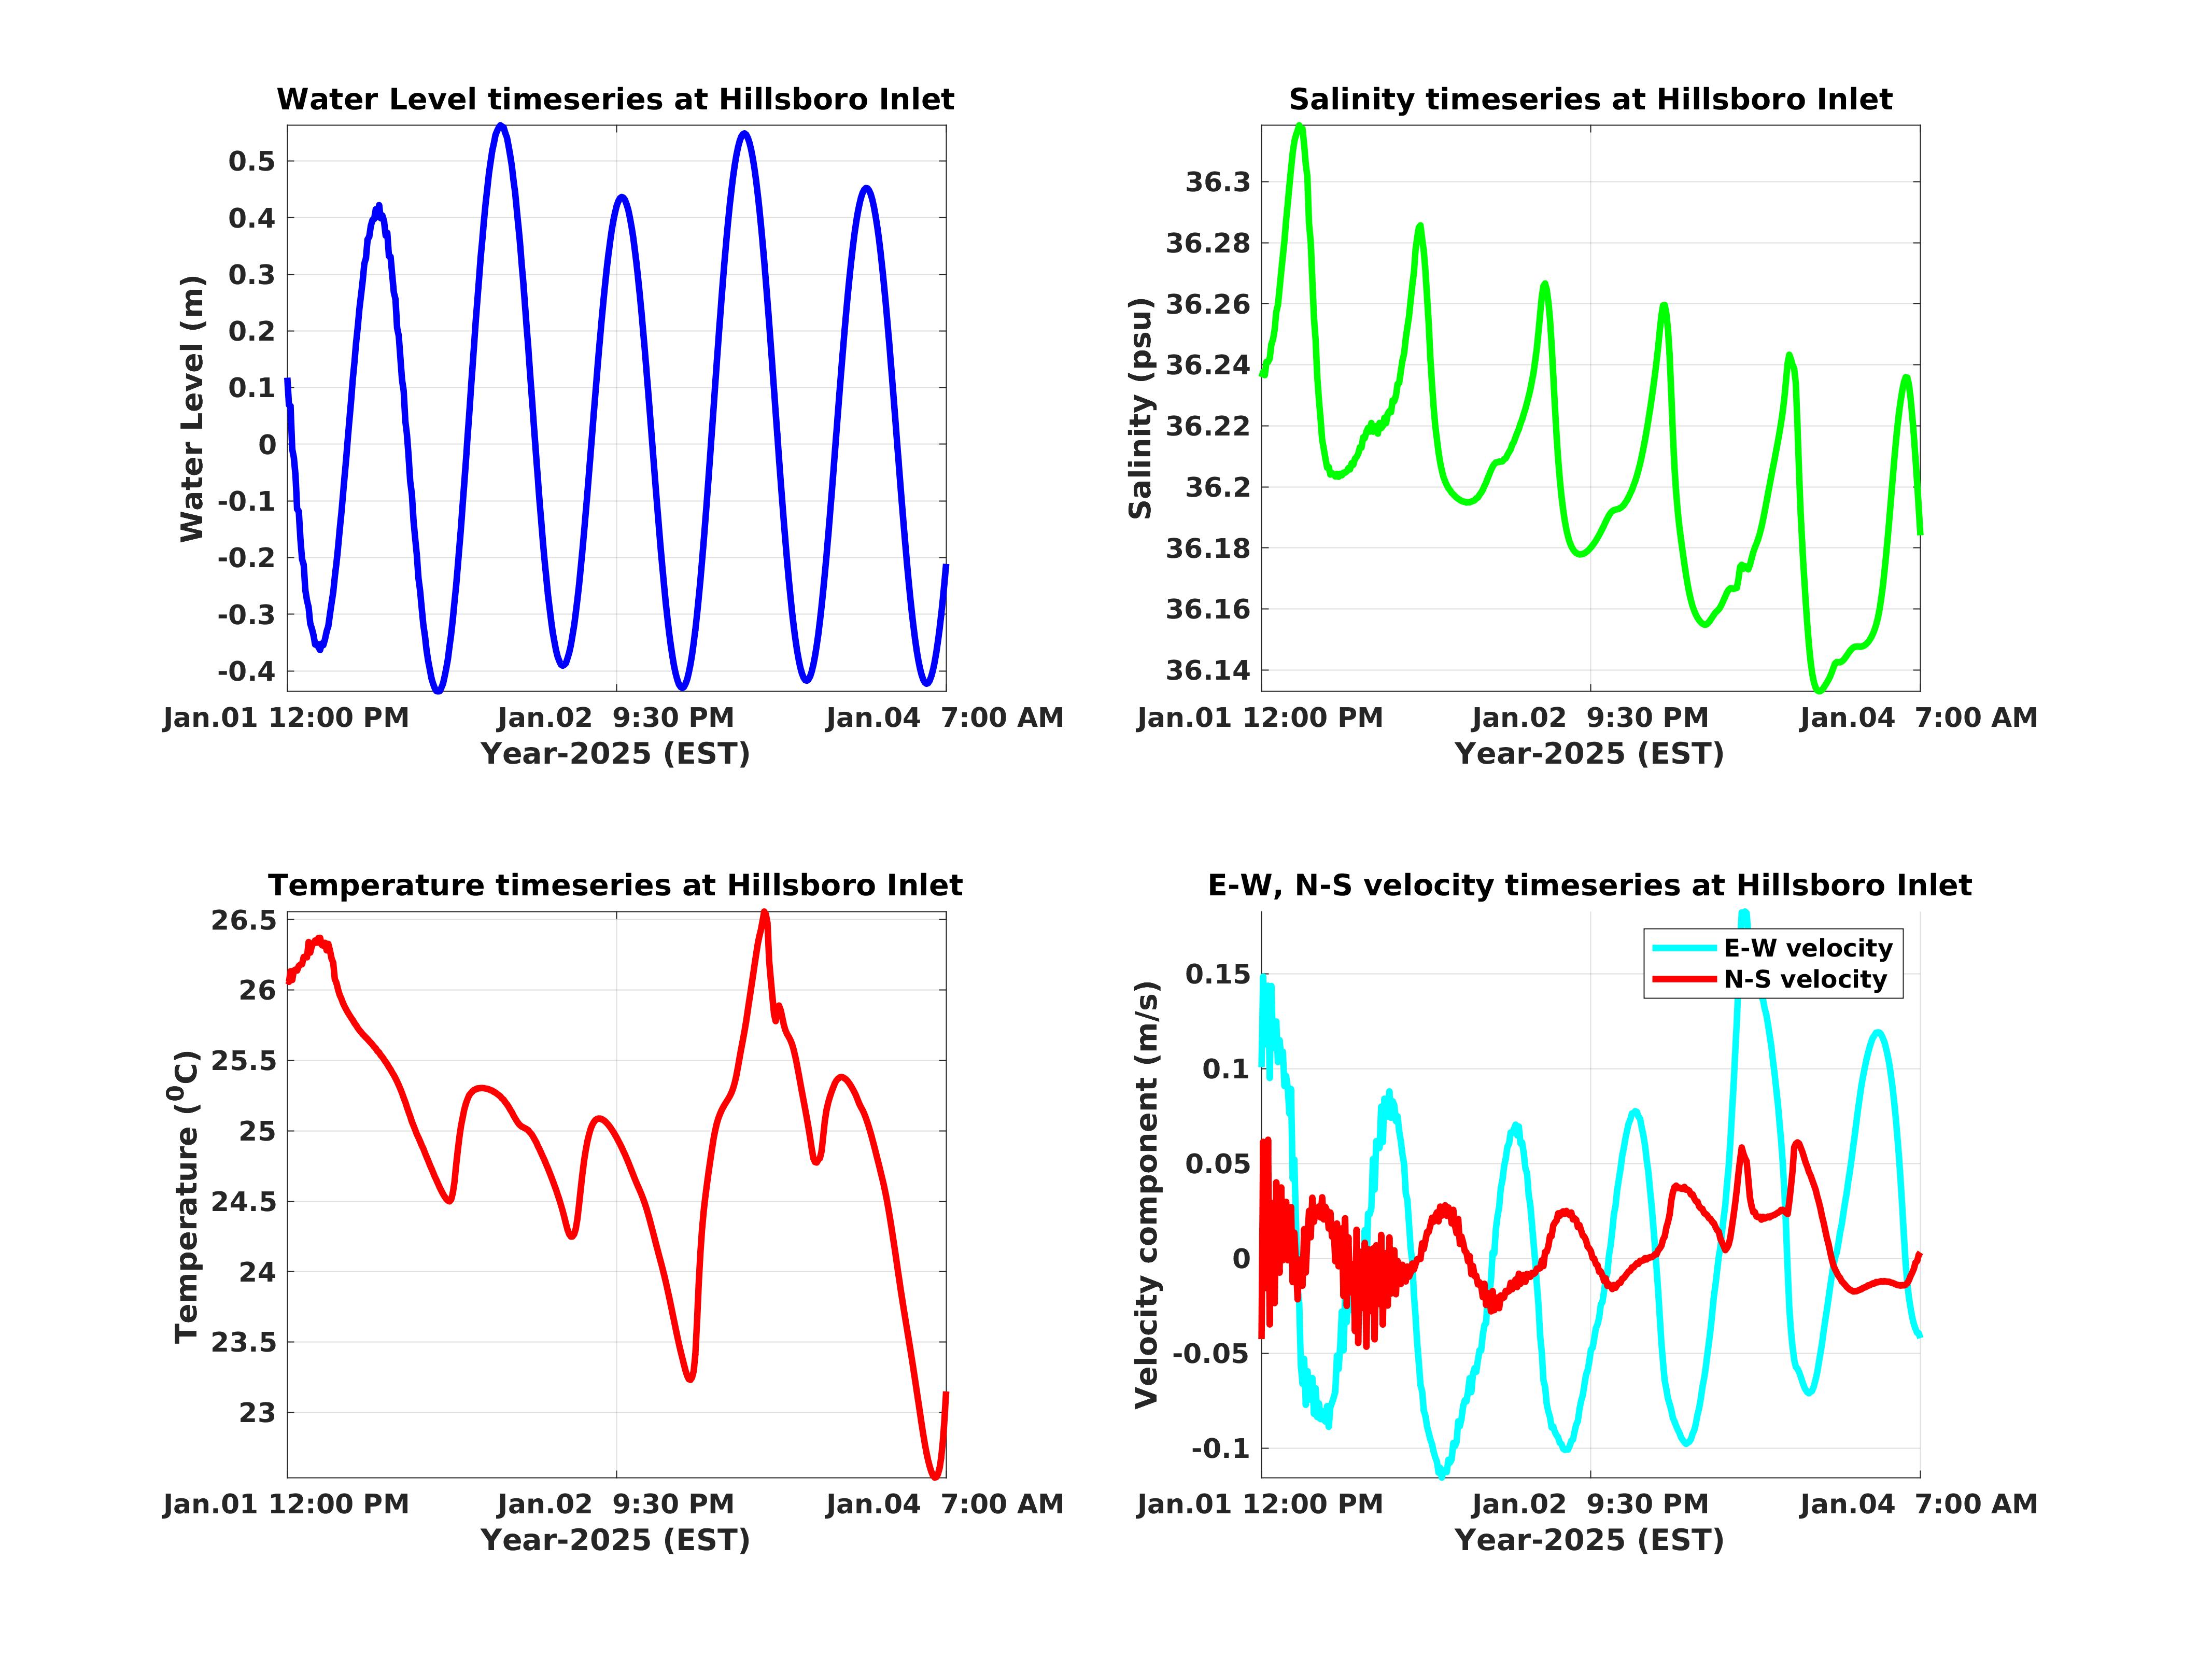 Water Level timeseries at Hillsboro Inlet
Water Level (m)
0.5
0.4
0.3
0.2
0.1
0
-0.1
-0.2
-0.3
-0.4
Jan.01 12:00 PM
Jan.02 9:30 PM
Jan.04 7:00 AM
Year-2025 (EST)
Salinity timeseries at Hillsboro Inlet
Salinity (psu)
36.3
36.28
36.26
36.24
36.22
36.2
36.18
36.16
36.14
Jan.01 12:00 PM
Jan.02 9:30 PM
Jan.04 7:00 AM
Year-2025 (EST)
Temperature timeseries at Hillsboro Inlet
Temperature (⁰C)
26.5
26
25.5
25
24.5
24
23.5
23
Jan.01 12:00 PM
Jan.02 9:30 PM
Jan.04 7:00 AM
Year-2025 (EST)
E-W, N-S velocity timeseries at Hillsboro Inlet
Velocity component (m/s)
0.15
0.1
0.05
0
-0.05
-0.1
E-W velocity
N-S velocity
Jan.01 12:00 PM
Jan.02 9:30 PM
Jan.04 7:00 AM
Year-2025 (EST)